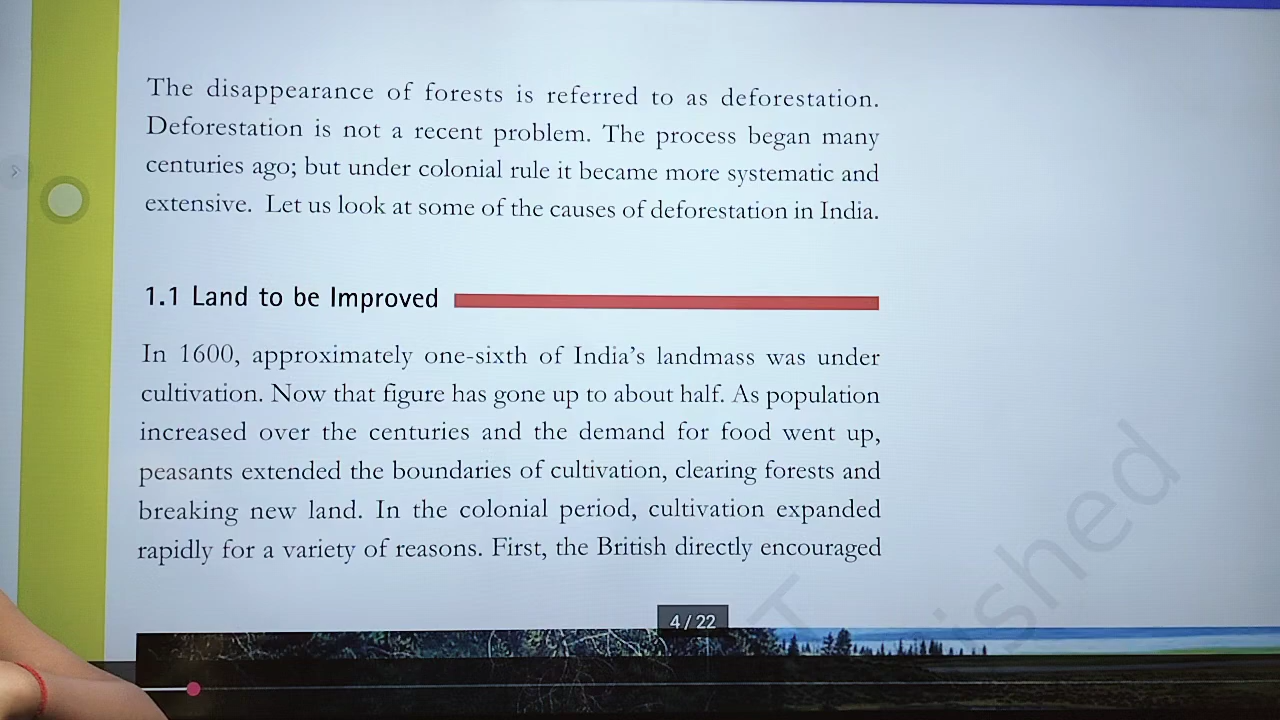 The disappearance of forests is referred to as deforestation.
Deforestation is not a recent problem. The process began many
centuries ago; but under colonial rule it became more systematic and
extensive. Let us look at some of the causes of deforestation in India.
1.1 Land to be Improved
In 1600, approximately one-sixth of India's landmass was under
cultivation. Now that figure has gone up to about half. As population
increased over the centuries and the demand for food went up,
peasants extended the boundaries of cultivation, clearing forests and
breaking new land. In the colonial period, cultivation expanded
rapidly for a variety of reasons. First, the British directly encouraged
4 / 22